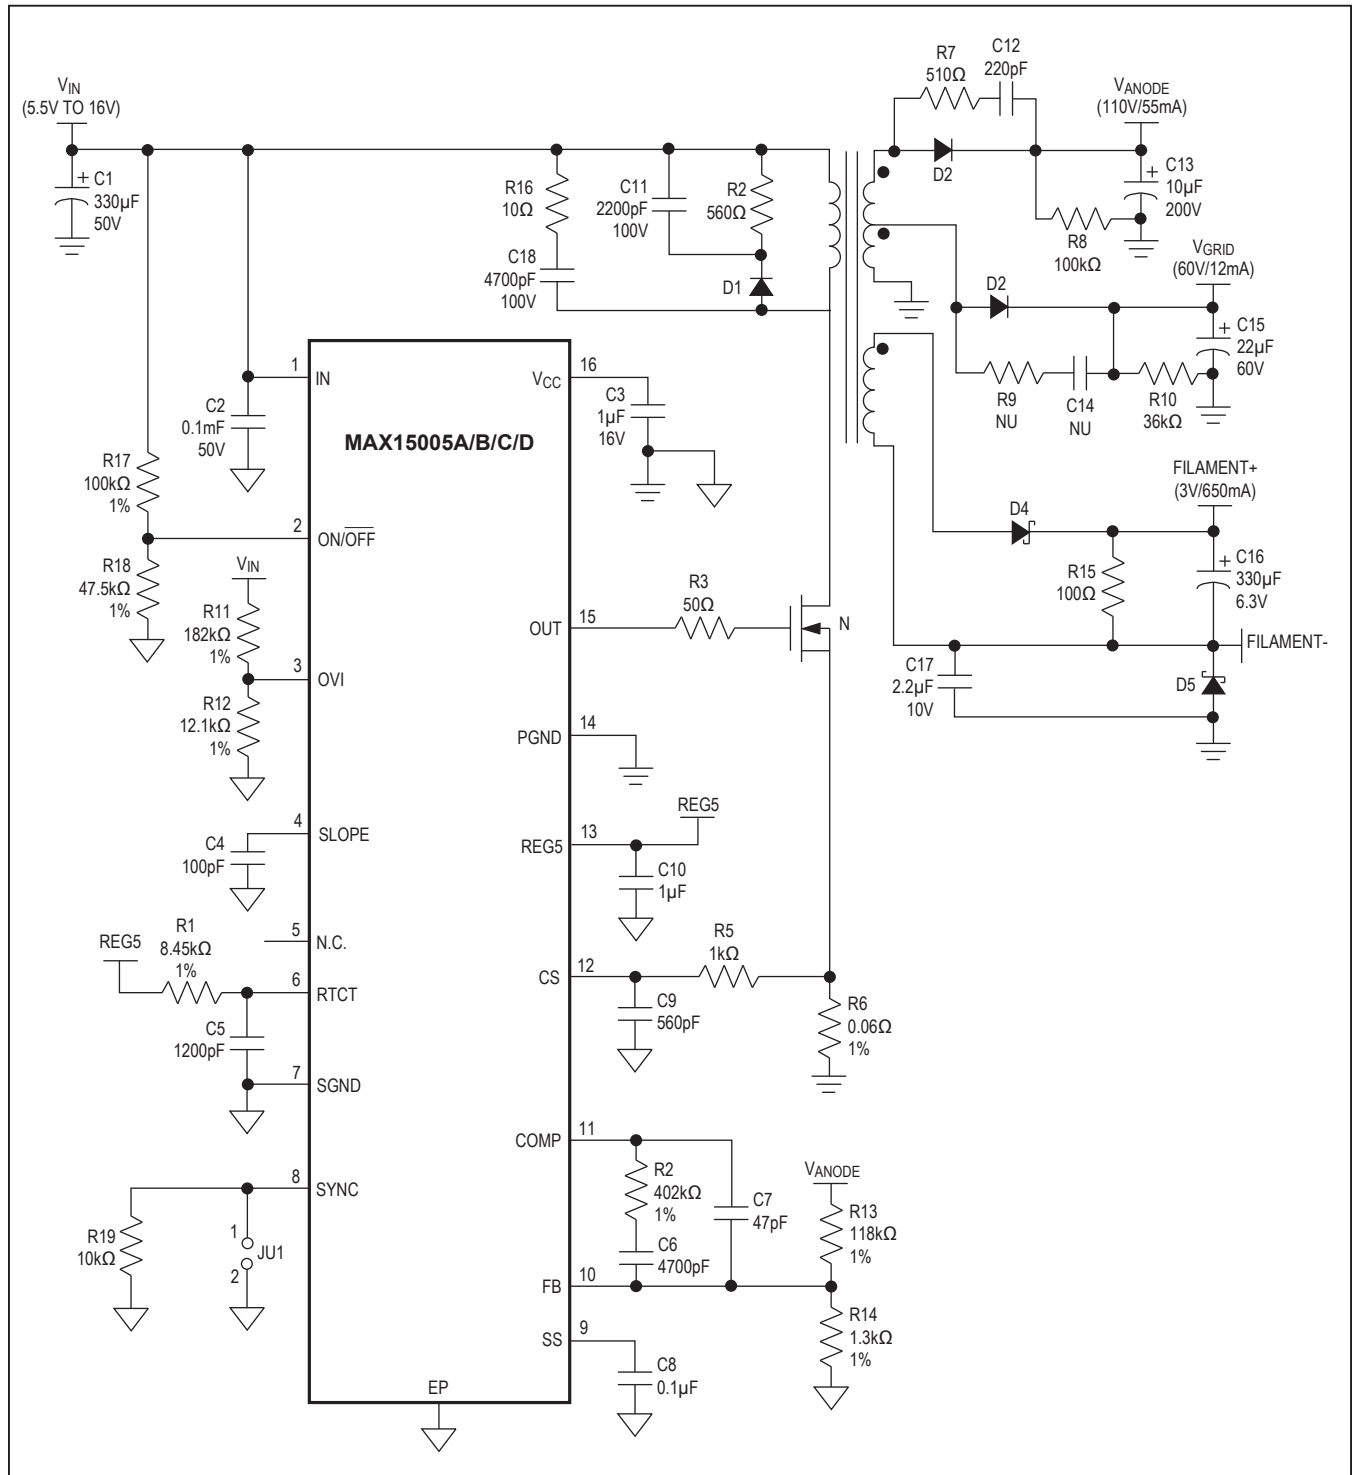 VIN
(5.5V TO 16V)
C1
330µF
50V
R16
10Ω
C18
4700pF
100V
C11
2200pF
100V
R2
560Ω
D1
R7
510Ω
C12
220pF
D2
VANODE
(110V/55mA)
C13
10µF
200V
R8
100kΩ
VGRID
(60V/12mA)
D2
C15
22µF
60V
R9
NU
C14
NU
R10
36kΩ
FILAMENT+
(3V/650mA)
D4
R15
100Ω
C16
330µF
6.3V
FILAMENT-
C17
2.2µF
10V
D5
MAX15005A/B/C/D
1
IN
C2
0.1mF
50V
R17
100kΩ
1%
2
ON/OFF
R18
47.5kΩ
1%
VIN
R11
182kΩ
1%
3
OVI
R12
12.1kΩ
1%
4
SLOPE
C4
100pF
5
N.C.
REG5
R1
8.45kΩ
1%
6
RTCT
C5
1200pF
7
SGND
8
SYNC
R19
10kΩ
1
JU1
2
EP
16
VCC
C3
1µF
16V
15
OUT
R3
50Ω
N
14
PGND
13
REG5
REG5
C10
1µF
12
CS
R5
1kΩ
C9
560pF
R6
0.06Ω
1%
11
COMP
R2
402kΩ
1%
C6
4700pF
C7
47pF
VANODE
R13
118kΩ
1%
10
FB
R14
1.3kΩ
1%
9
SS
C8
0.1µF